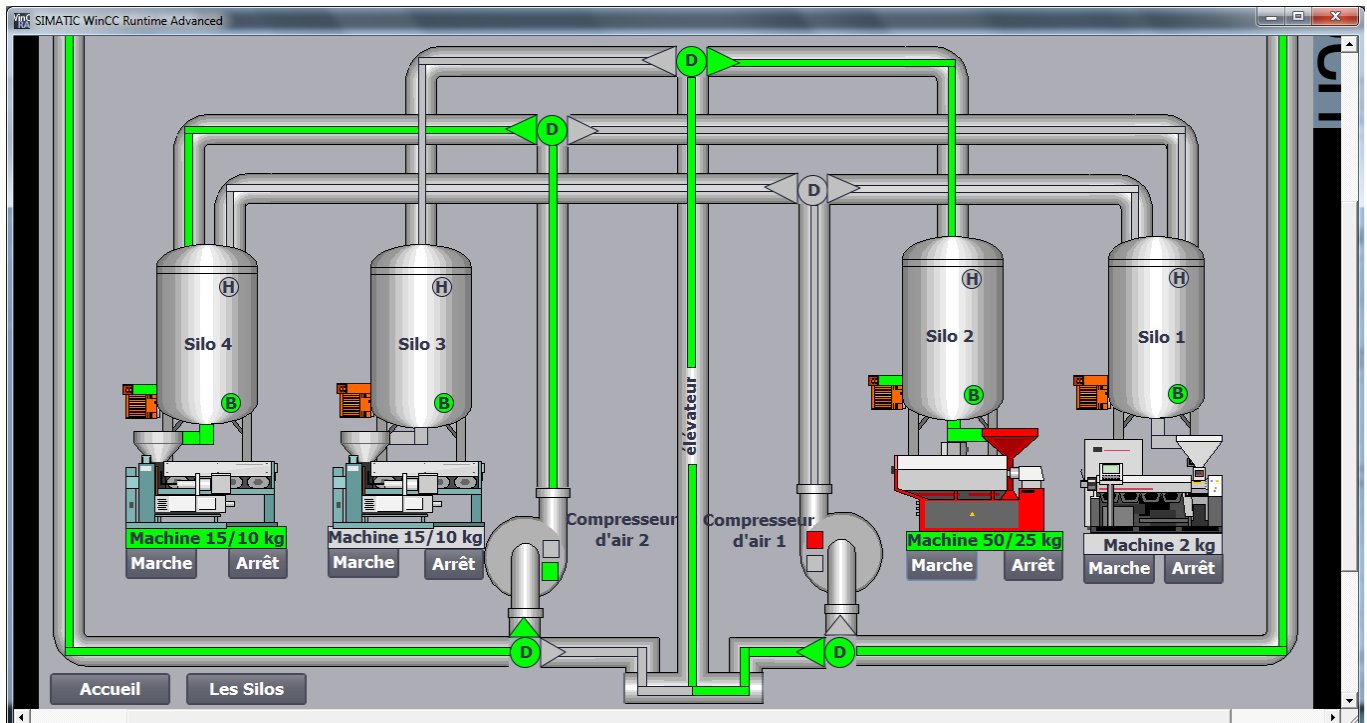 SIMATIC WinCC Runtime Advanced
D
D
D
H
H
H
H
Silo 4
Silo 3
Silo 2
Silo 1
B
B
B
B
élévateur
Compresseur
d'air 2
Compresseur
d'air 1
Machine 15/10 kg
Machine 15/10 kg
Machine 50/25 kg
Machine 2 kg
Marche
Arrêt
Marche
Arrêt
Marche
Arrêt
Marche
Arrêt
D
D
Accueil
Les Silos